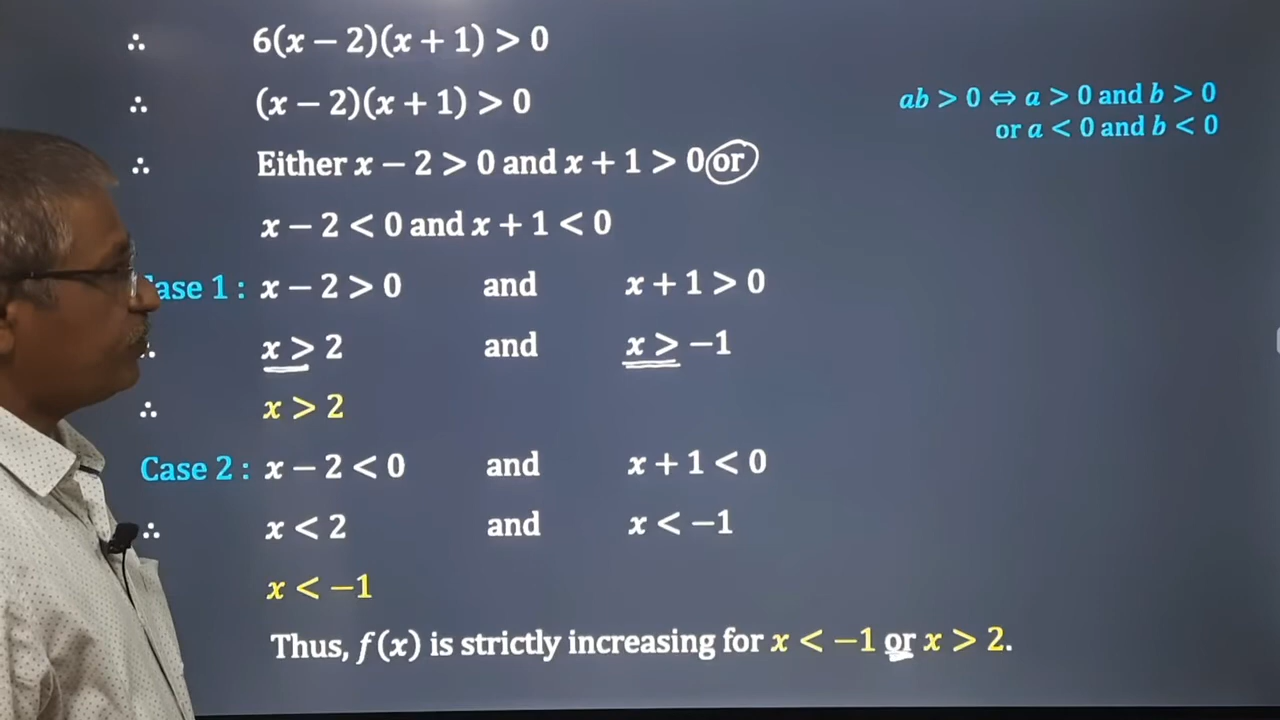 ∴ 6(x − 2)(x + 1) > 0
∴ (x − 2)(x + 1) > 0
ab > 0 ⇔ a > 0 and b > 0
or a < 0 and b < 0
∴ Either x − 2 > 0 and x + 1 > 0 or
x − 2 < 0 and x + 1 < 0
ase 1 : x − 2 > 0 and x + 1 > 0
∴ x > 2 and x > −1
∴ x > 2
Case 2 : x − 2 < 0 and x + 1 < 0
∴ x < 2 and x < −1
x < −1
Thus, f(x) is strictly increasing for x < −1 or x > 2.